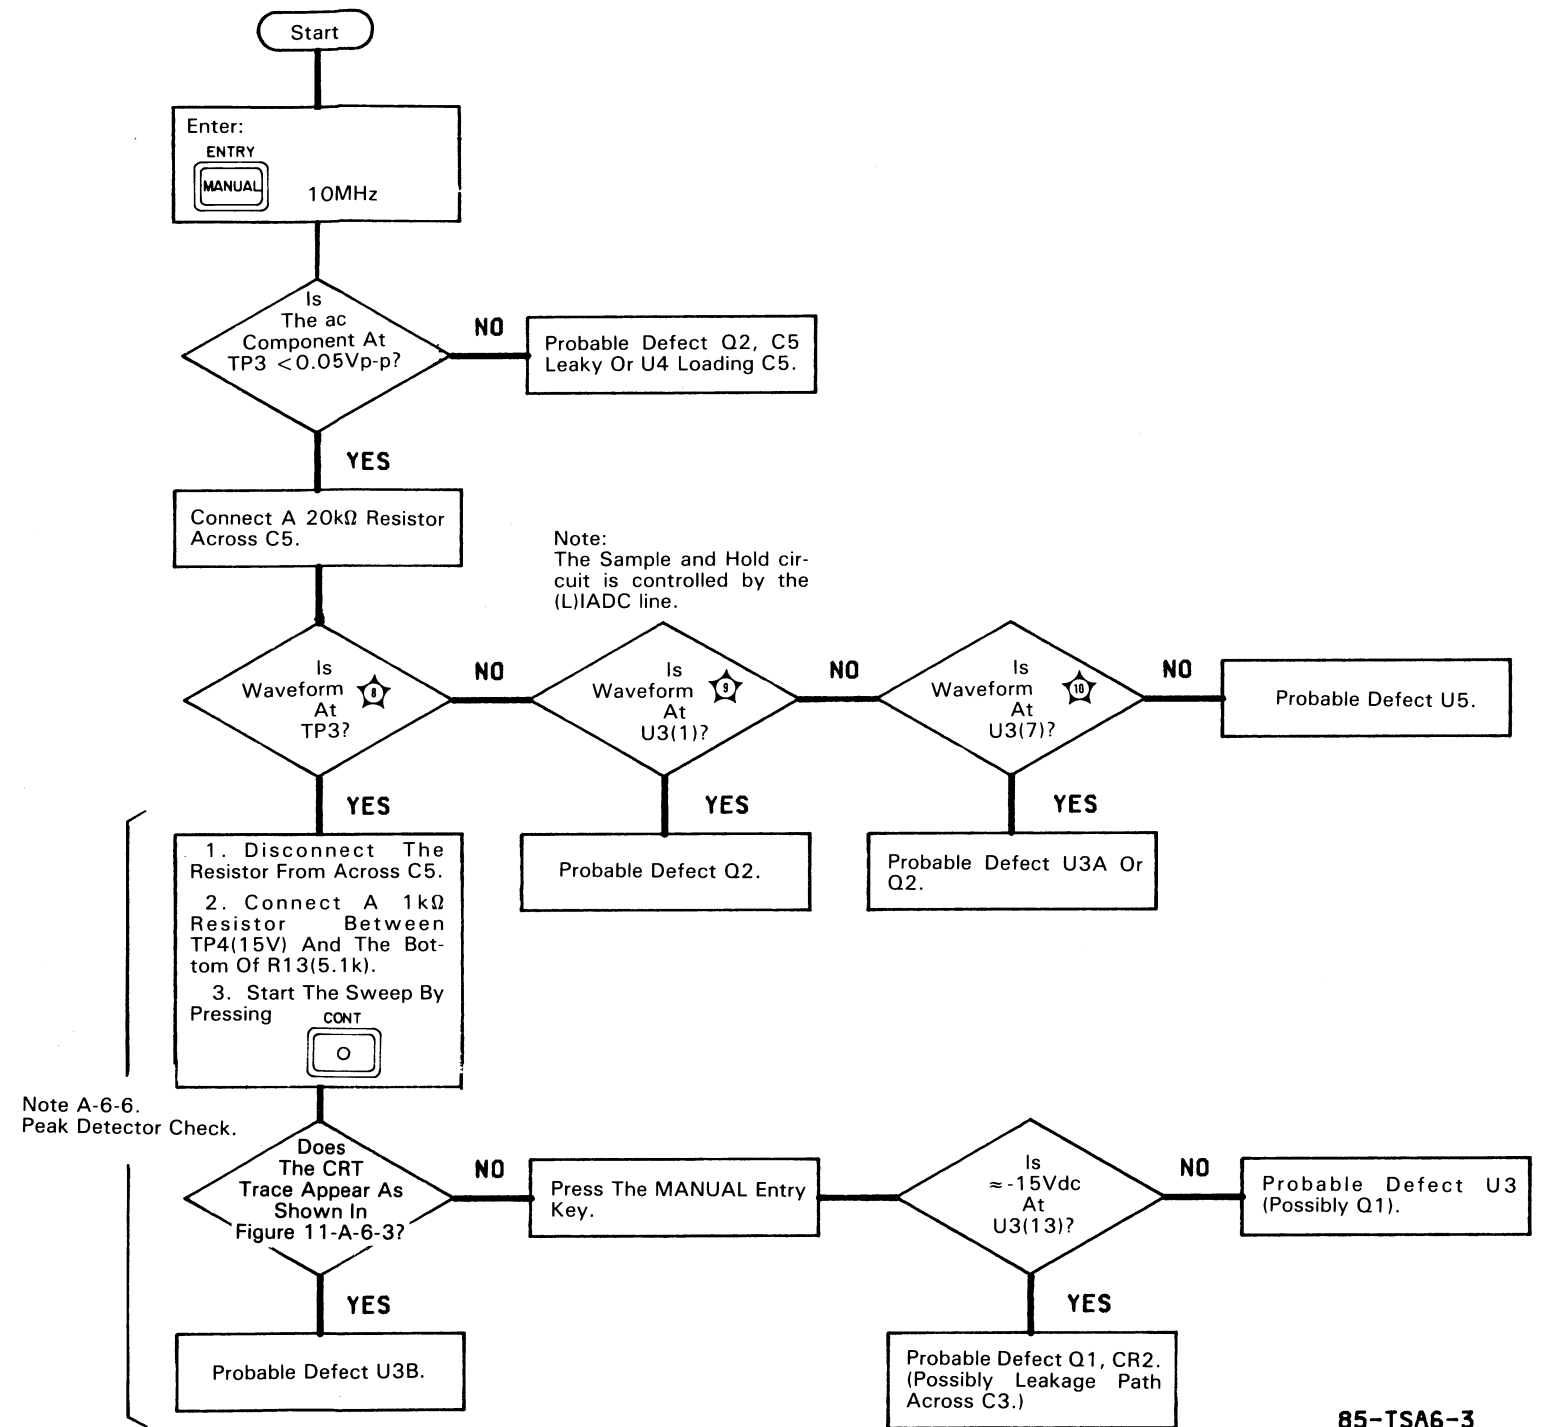 Start
Enter:
ENTRY
MANUAL
10MHz
Is
The ac
Component At
TP3 <0.05Vp-p?
NO
Probable Defect Q2, C5
Leaky Or U4 Loading C5.
YES
Connect A 20kΩ Resistor
Across C5.
Note:
The Sample and Hold cir-
cuit is controlled by the
(L)IADC line.
Is
Waveform 8
At
TP3?
NO
Is
Waveform 9
At
U3(1)?
NO
Is
Waveform 10
At
U3(7)?
NO
Probable Defect U5.
YES
YES
YES
1. Disconnect The
Resistor From Across C5.
2. Connect A 1kΩ
Resistor Between
TP4(15V) And The Bot-
tom Of R13(5.1k).
3. Start The Sweep By
Pressing
CONT
Probable Defect Q2.
Probable Defect U3A Or
Q2.
Note A-6-6.
Peak Detector Check.
Does
The CRT
Trace Appear As
Shown In
Figure 11-A-6-3?
NO
Press The MANUAL Entry
Key.
Is
≈-15Vdc
At
U3(13)?
NO
Probable Defect U3
(Possibly Q1).
YES
YES
Probable Defect U3B.
Probable Defect Q1, CR2.
(Possibly Leakage Path
Across C3.)
85-TSA6-3